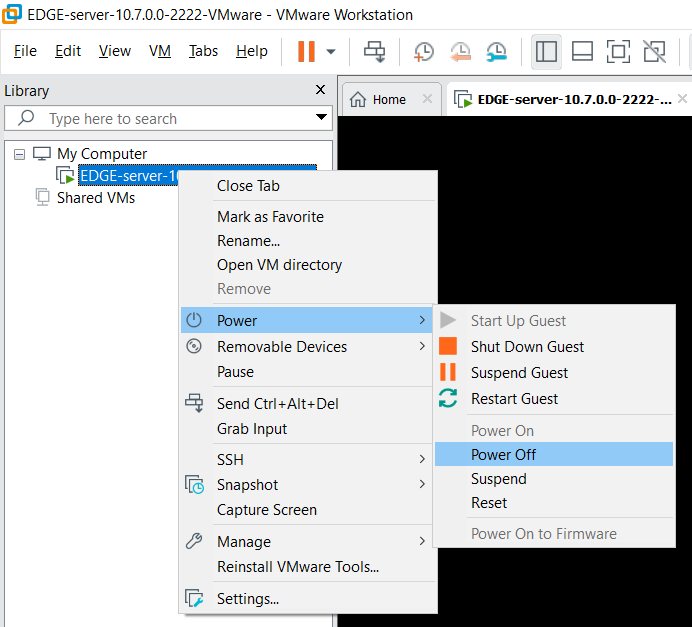 EDGE-server-10.7.0.0-2222-VMware - VMware Workstation
File Edit View VM Tabs Help
Library
Type here to search
Home
EDGE-server-10.7.0.0-2222-...
My Computer
EDGE-server-10
Shared VMs
Close Tab
Mark as Favorite
Rename...
Open VM directory
Remove
Power
Removable Devices
Pause
Send Ctrl+Alt+Del
Grab Input
SSH
Snapshot
Capture Screen
Manage
Reinstall VMware Tools...
Settings...
Start Up Guest
Shut Down Guest
Suspend Guest
Restart Guest
Power On
Power Off
Suspend
Reset
Power On to Firmware